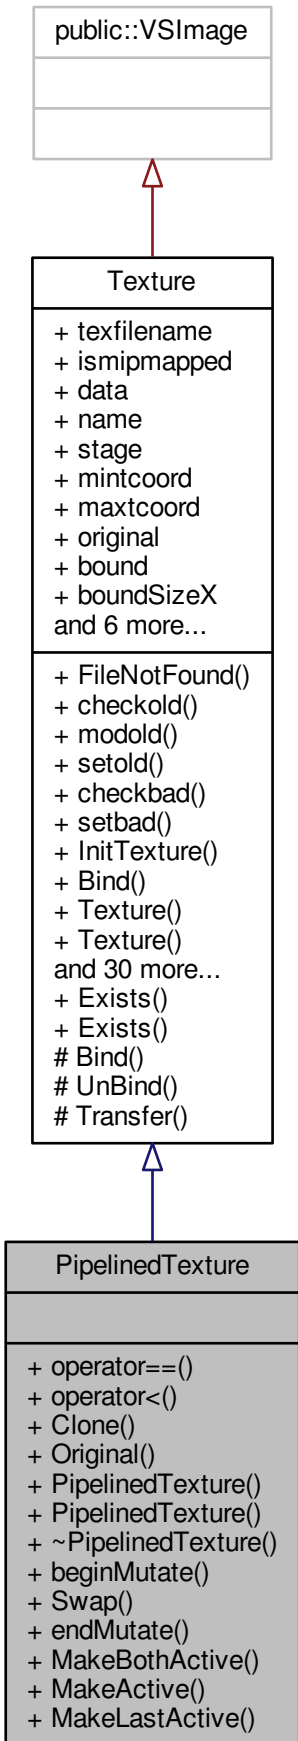 public::VSImage
Texture
+ texfilename
+ ismipmapped
+ data
+ name
+ stage
+ mintcoord
+ maxtcoord
+ original
+ bound
+ boundSizeX
and 6 more...
+ FileNotFound()
+ checkold()
+ modold()
+ setold()
+ checkbad()
+ setbad()
+ InitTexture()
+ Bind()
+ Texture()
+ Texture()
and 30 more...
+ Exists()
+ Exists()
# Bind()
# UnBind()
# Transfer()
PipelinedTexture
+ operator==()
+ operator<()
+ Clone()
+ Original()
+ PipelinedTexture()
+ PipelinedTexture()
+ ~PipelinedTexture()
+ beginMutate()
+ Swap()
+ endMutate()
+ MakeBothActive()
+ MakeActive()
+ MakeLastActive()